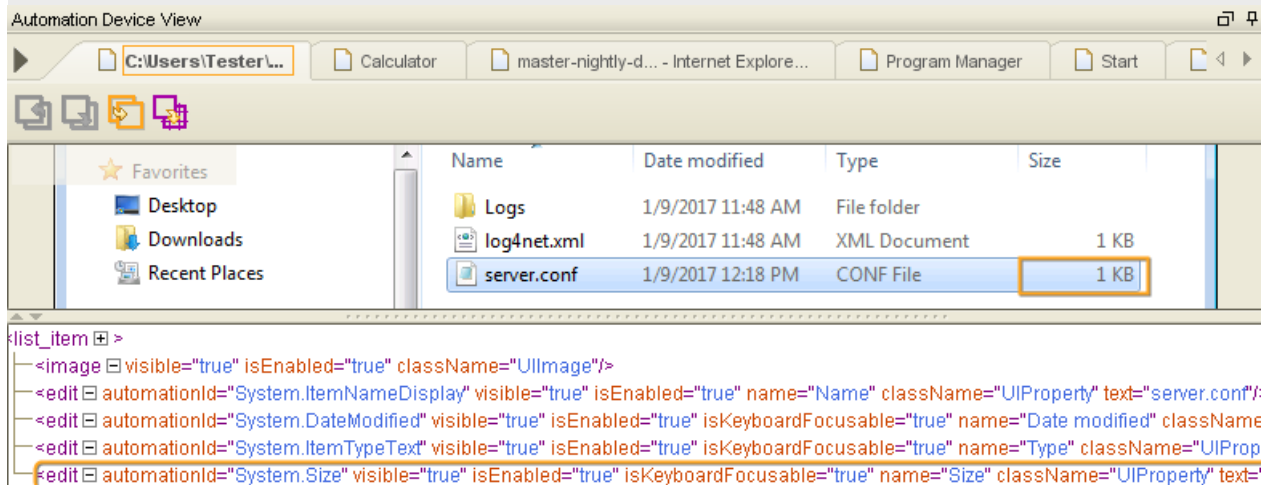 Automation Device View
C:\Users\Tester\... Calculator master-nightly-d... - Internet Explore... Program Manager Start
Name Date modified Type Size
Favorites
Desktop
Logs 1/9/2017 11:48 AM File folder
Downloads
log4net.xml 1/9/2017 11:48 AM XML Document 1 KB
Recent Places
server.conf 1/9/2017 12:18 PM CONF File 1 KB
<list_item >
<image visible="true" isEnabled="true" className="UIImage"/>
<edit automationId="System.ItemNameDisplay" visible="true" isEnabled="true" name="Name" className="UIProperty" text="server.conf"/>
<edit automationId="System.DateModified" visible="true" isEnabled="true" isKeyboardFocusable="true" name="Date modified" className
<edit automationId="System.ItemTypeText" visible="true" isEnabled="true" isKeyboardFocusable="true" name="Type" className="UIProp
<edit automationId="System.Size" visible="true" isEnabled="true" isKeyboardFocusable="true" name="Size" className="UIProperty" text="